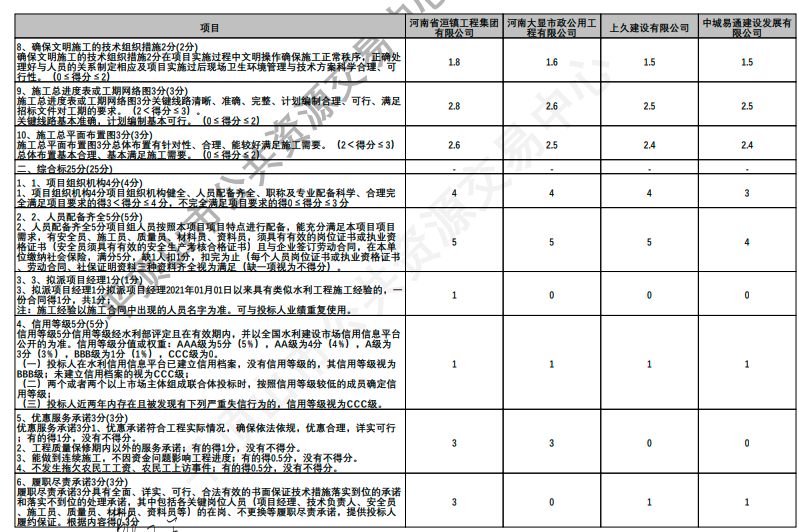 项目 河南省洹镇工程集团有限公司 河南大显市政公用工程有限公司 上久建设有限公司 中城易通建设发展有限公司
8、确保文明施工的技术组织措施2分(2分)
确保文明施工的技术组织措施2分在项目实施过程中文明操作确保施工正常秩序，正确处
理好与人员的关系制定相应及项目实施过后现场卫生环境管理与技术方案科学合理、可
行性。（0≤得分≤2） 1.8 1.6 1.5 1.5
9、施工总进度表或工期网络图3分(3分)
施工总进度表或工期网络图3分关键线路清晰、准确、完整、计划编制合理、可行、满足
招标文件对工期的要求。（2＜得分≤3）。
关键线路基本准确，计划编制基本可行。（0≤得分≤2） 2.8 2.6 2.5 2.5
10、施工总平面布置图3分(3分)
施工总平面布置图3分总体布置有针对性、合理、能较好满足施工需要。（2＜得分≤3）
总体布置基本合理、基本满足施工需要。（0≤得分≤2） 2.6 2.5 2.4 2.4
二、综合标25分(25分) - - - -
1、1、项目组织机构4分(4分)
1、项目组织机构4分项目组织机构健全、人员配备齐全、职称及专业配备科学、合理完
全满足项目要求的得3＜得分≤４分，不完全满足项目要求的得0≤得分≤３分 4 4 4 3
2、2、人员配备齐全5分(5分)
2、人员配备齐全5分项目组人员按照本项目项目特点进行配备，能充分满足本项目项目
需求，有安全员、施工员、质量员、材料员、资料员，须具有有效的岗位证书或执业资
格证书（安全员须具有有效的安全生产考核合格证书）且与企业签订劳动合同，在本单
位缴纳社会保险，满分5分，缺1人扣1分，扣完为止（每个人员岗位证书或执业资格证书
、劳动合同、社保证明资料三种资料齐全视为满足（缺一项视为不得分）。 5 5 5 4
3、3、拟派项目经理1分(1分)
3、拟派项目经理1分拟派项目经理2021年01月01日以来具有类似水利工程施工经验的，一
份合同得1分，共1分；
注：施工经验以施工合同中出现的人员名字为准。可与投标人业绩重复使用。 1 0 0 0
4、信用等级5分(5分)
信用等级5分信用等级经水利部评定且在有效期内，并以全国水利建设市场信用信息平台
公开的为准。信用等级分值或权重：AAA级为5分（5%），AA级为4分（4%），A级为
3分（3%），BBB级为1分（1%），CCC级为0。
（一）投标人在水利信用信息平台已建立信用档案，没有信用等级的，其信用等级视为
BBB级；未建立信用档案的视为CCC级；
（二）两个或者两个以上市场主体组成联合体投标时，按照信用等级较低的成员确定信
用等级；
（三）投标人近两年内存在且被发现有下列严重失信行为的，信用等级视为CCC级。 1 1 1 1
5、优惠服务承诺3分(3分)
优惠服务承诺3分1、优惠承诺符合工程实际情况，确保依法依规，优惠合理，详实可行
；有的得1分，没有不得分。
2、工程质量保修期内以外的服务承诺；有的得1分，没有不得分。
3、能做到连续施工，不因资金问题影响工程进度；有的得0.5分，没有不得分。
4、不发生拖欠农民工工资、农民工上访事件；有的得0.5分，没有不得分。 3 3 0 0
6、履职尽责承诺3分(3分)
履职尽责承诺3分具有全面、详实、可行、合法有效的书面保证技术措施落实到位的承诺
和落实不到位的处理承诺，其中包括各关键岗位人员（项目经理、技术负责人、安全员
、施工员、质量员、材料员、资料员等）的在岗、不更换等履职尽责承诺，提供投标人
履约保证。根据内容得0-3分 3 0 1 1